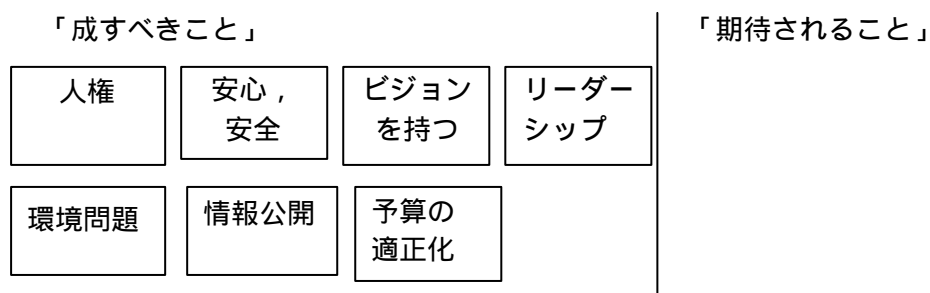 「成すべきこと」
「期待されること」
人権
安心，
安全
ビジョン
を持つ
リーダー
シップ
環境問題
情報公開
予算の
適正化